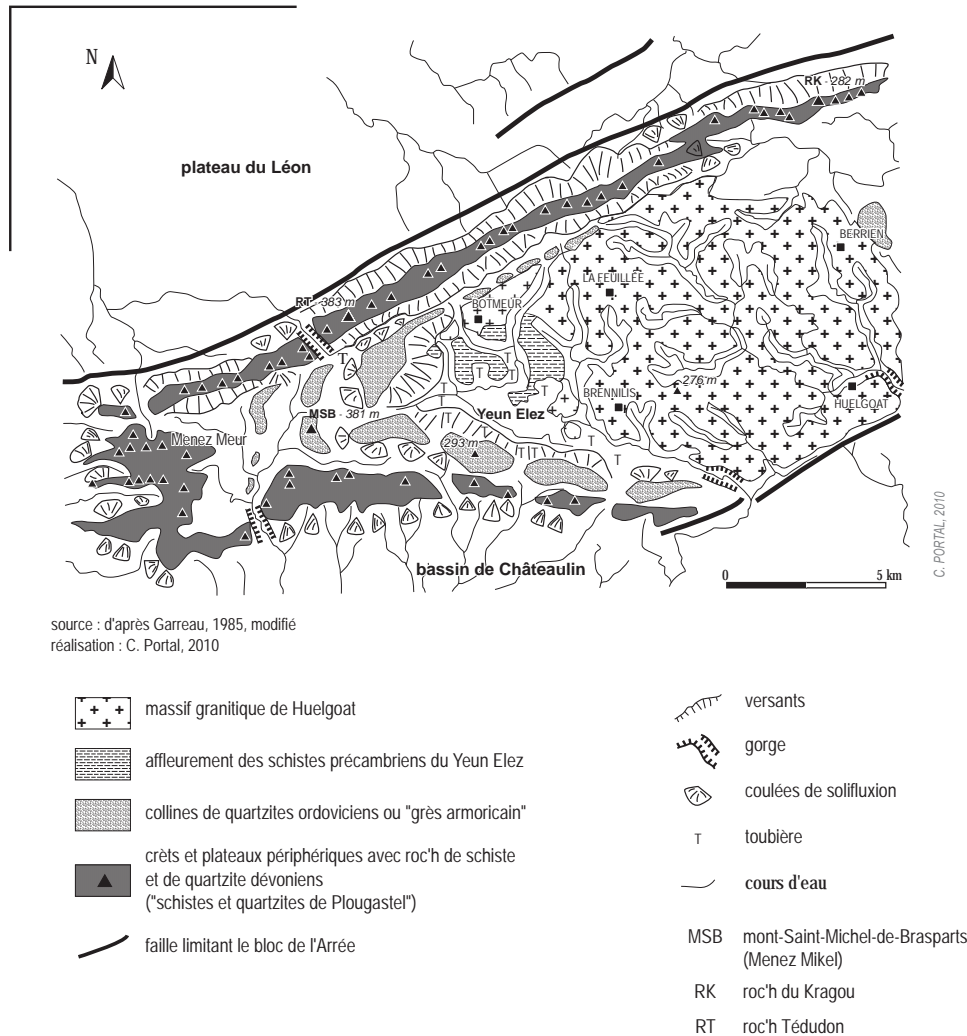 N
RK - 282 m
plateau du Léon
BERRIEN
LA FEUILLÉE
RT - 383 m
BOTMEUR
T
T
T
T
T
T
276 m
BRENNILIS
HUELGOAT
MSB - 381 m
Yeun Elez
T
T
T
Menez Meur
293 m
T
T
T
T
bassin de Châteaulin
0
5 km
C. PORTAL, 2010
source : d'après Garreau, 1985, modifié
réalisation : C. Portal, 2010
massif granitique de Huelgoat
affleurement des schistes précambriens du Yeun Elez
collines de quartzites ordoviciens ou "grès armoricain"
crèts et plateaux périphériques avec roc'h de schiste
et de quartzite dévoniens
("schistes et quartzites de Plougastel")
faille limitant le bloc de l'Arrée
versants
gorge
coulées de solifluxion
T
toubière
cours d'eau
MSB
mont-Saint-Michel-de-Brasparts
(Menez Mikel)
RK
roc'h du Kragou
RT
roc'h Tédudon